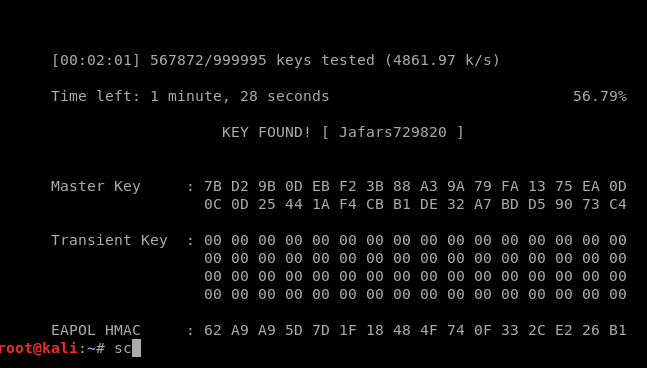 [00:02:01] 567872/999995 keys tested (4861.97 k/s)
Time left: 1 minute, 28 seconds 56.79%
KEY FOUND! [ Jafars729820 ]
Master Key : 7B D2 9B 0D EB F2 3B 88 A3 9A 79 FA 13 75 EA 0D
0C 0D 25 44 1A F4 CB B1 DE 32 A7 BD D5 90 73 C4
Transient Key : 00 00 00 00 00 00 00 00 00 00 00 00 00 00 00 00
00 00 00 00 00 00 00 00 00 00 00 00 00 00 00 00
00 00 00 00 00 00 00 00 00 00 00 00 00 00 00 00
00 00 00 00 00 00 00 00 00 00 00 00 00 00 00 00
EAPOL HMAC : 62 A9 A9 5D 7D 1F 18 48 4F 74 0F 33 2C E2 26 B1
root@kali:~# sc